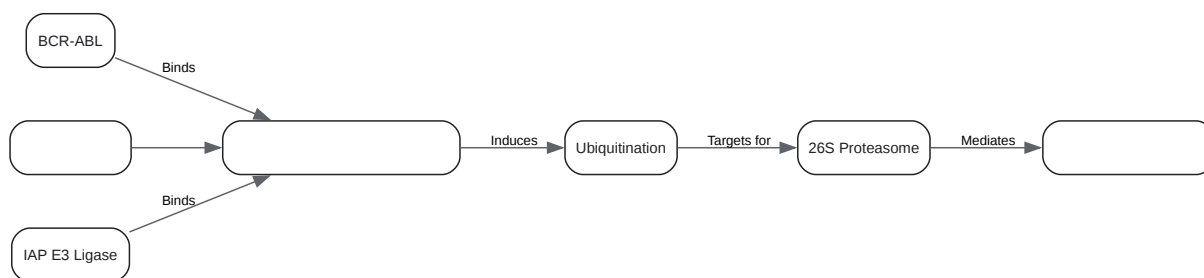 BCR-ABL
Binds
Induces
Ubiquitination
Targets for
26S Proteasome
Mediates
Binds
IAP E3 Ligase